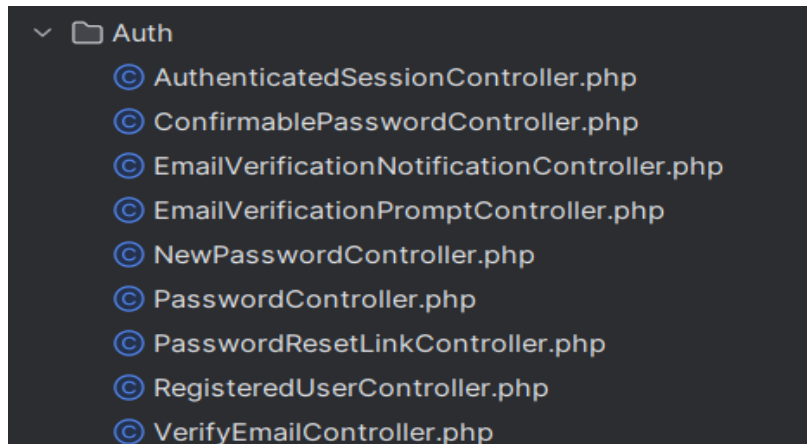 Auth
AuthenticatedSessionController.php
ConfirmablePasswordController.php
EmailVerificationNotificationController.php
EmailVerificationPromptController.php
NewPasswordController.php
PasswordController.php
PasswordResetLinkController.php
RegisteredUserController.php
VerifyEmailController.php